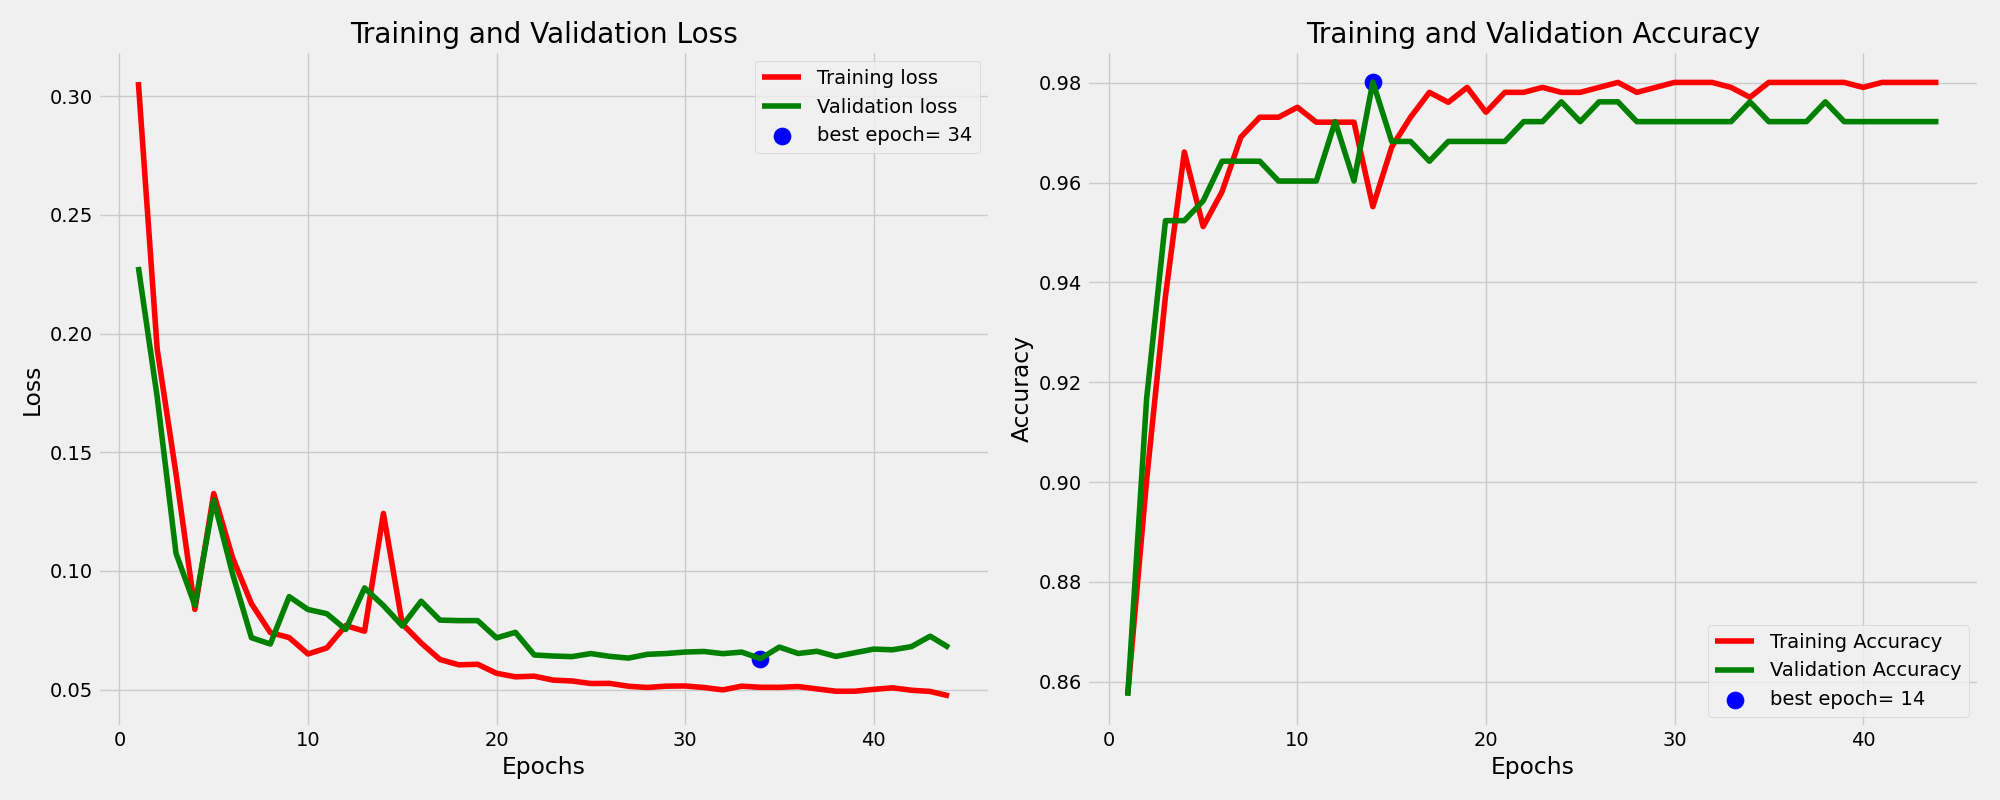 Training and Validation Loss
0.30
0.25
0.20
0.15
0.10
0.05
Loss
0
10
20
30
40
Epochs
Training loss
Validation loss
best epoch= 34
Training and Validation Accuracy
0.98
0.96
0.94
0.92
0.90
0.88
0.86
Accuracy
0
10
20
30
40
Epochs
Training Accuracy
Validation Accuracy
best epoch= 14